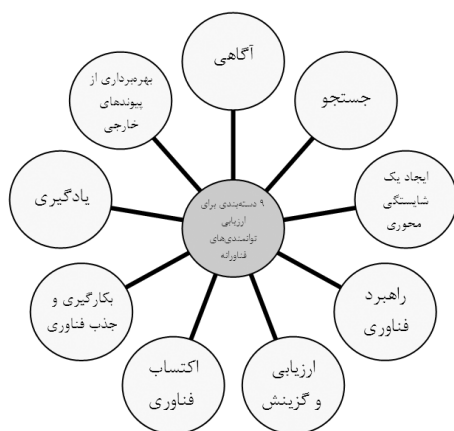 آگاهی
جستجو
ایجاد یک
شایستگی
محوری
راهبرد
فناوری
ارزیابی
و گزینش
اکتساب
فناوری
بکارگیری و
جذب فناوری
یادگیری
بهره‌برداری از
پیوندهای
خارجی
۹ دسته‌بندی برای
ارزیابی
توانمندی‌های
فناورانه